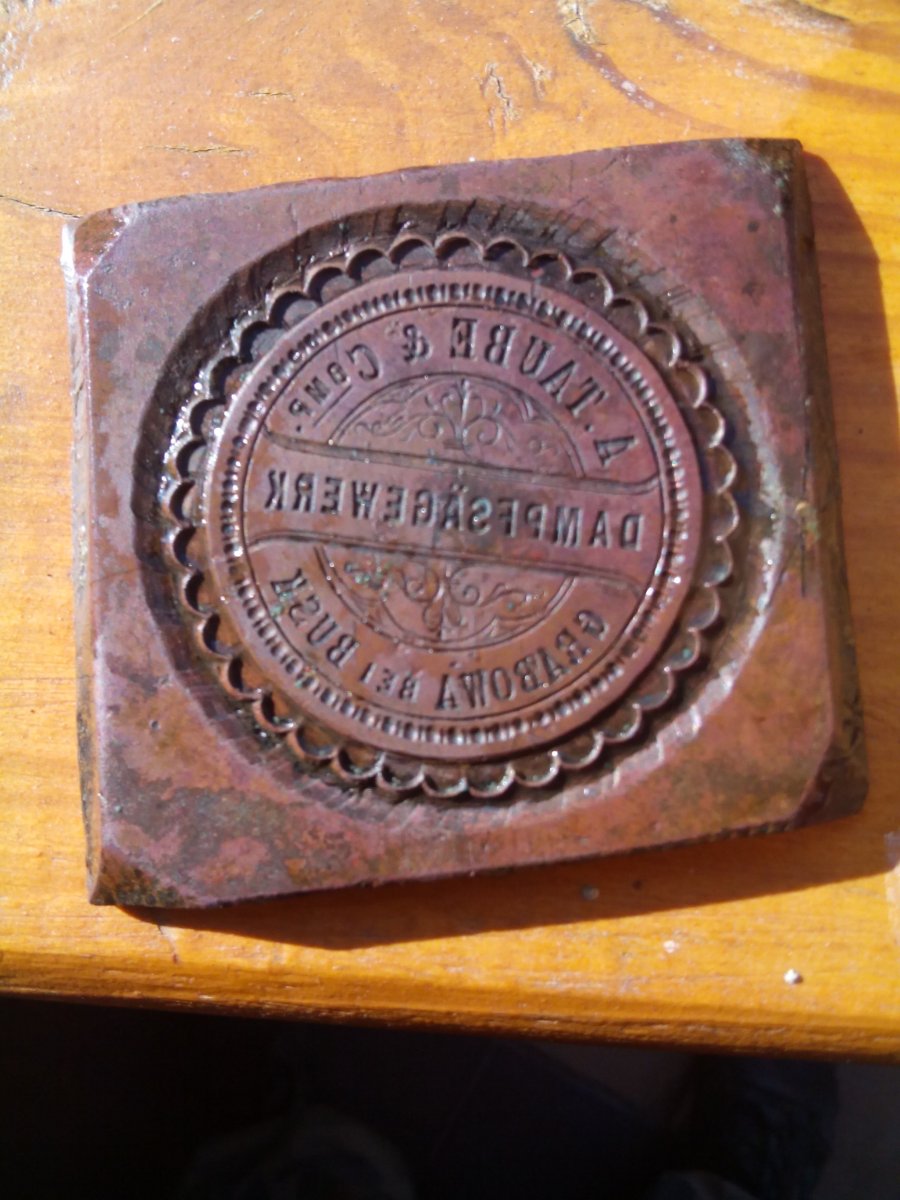 A. TAUBE & COMP.
DAMPFSÄGEWERK
GRABOWA BEI BUSK